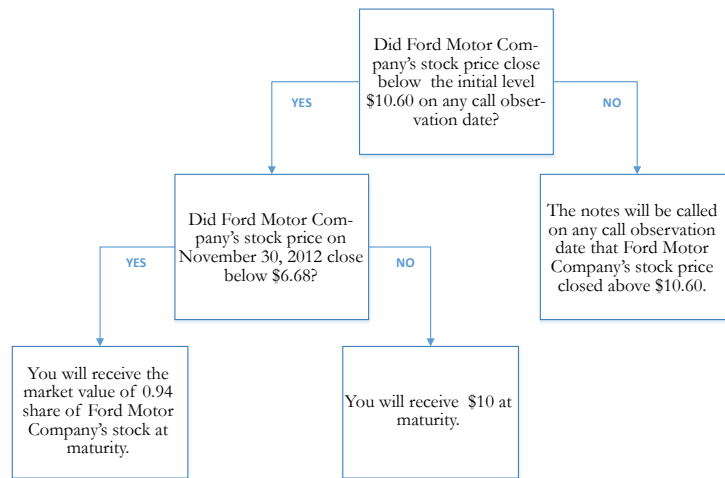 Did Ford Motor Com-
pany's stock price close
below the initial level
$10.60 on any call obser-
vation date?
YES
NO
Did Ford Motor Com-
pany's stock price on
November 30, 2012 close
below $6.68?
The notes will be called
on any call observation
date that Ford Motor
Company's stock price
closed above $10.60.
YES
NO
You will receive the
market value of 0.94
share of Ford Motor
Company's stock at
maturity.
You will receive $10 at
maturity.